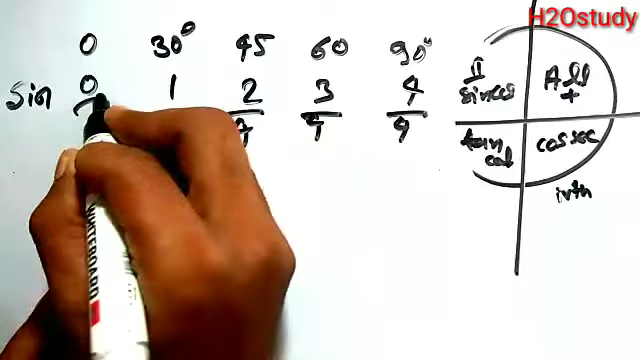 H2Ostudy
0 30° 45 60 90°
Sin 0 1 2 3 4
4 4 4
II All
sin cosec +
tan cos sec
cot
ivth